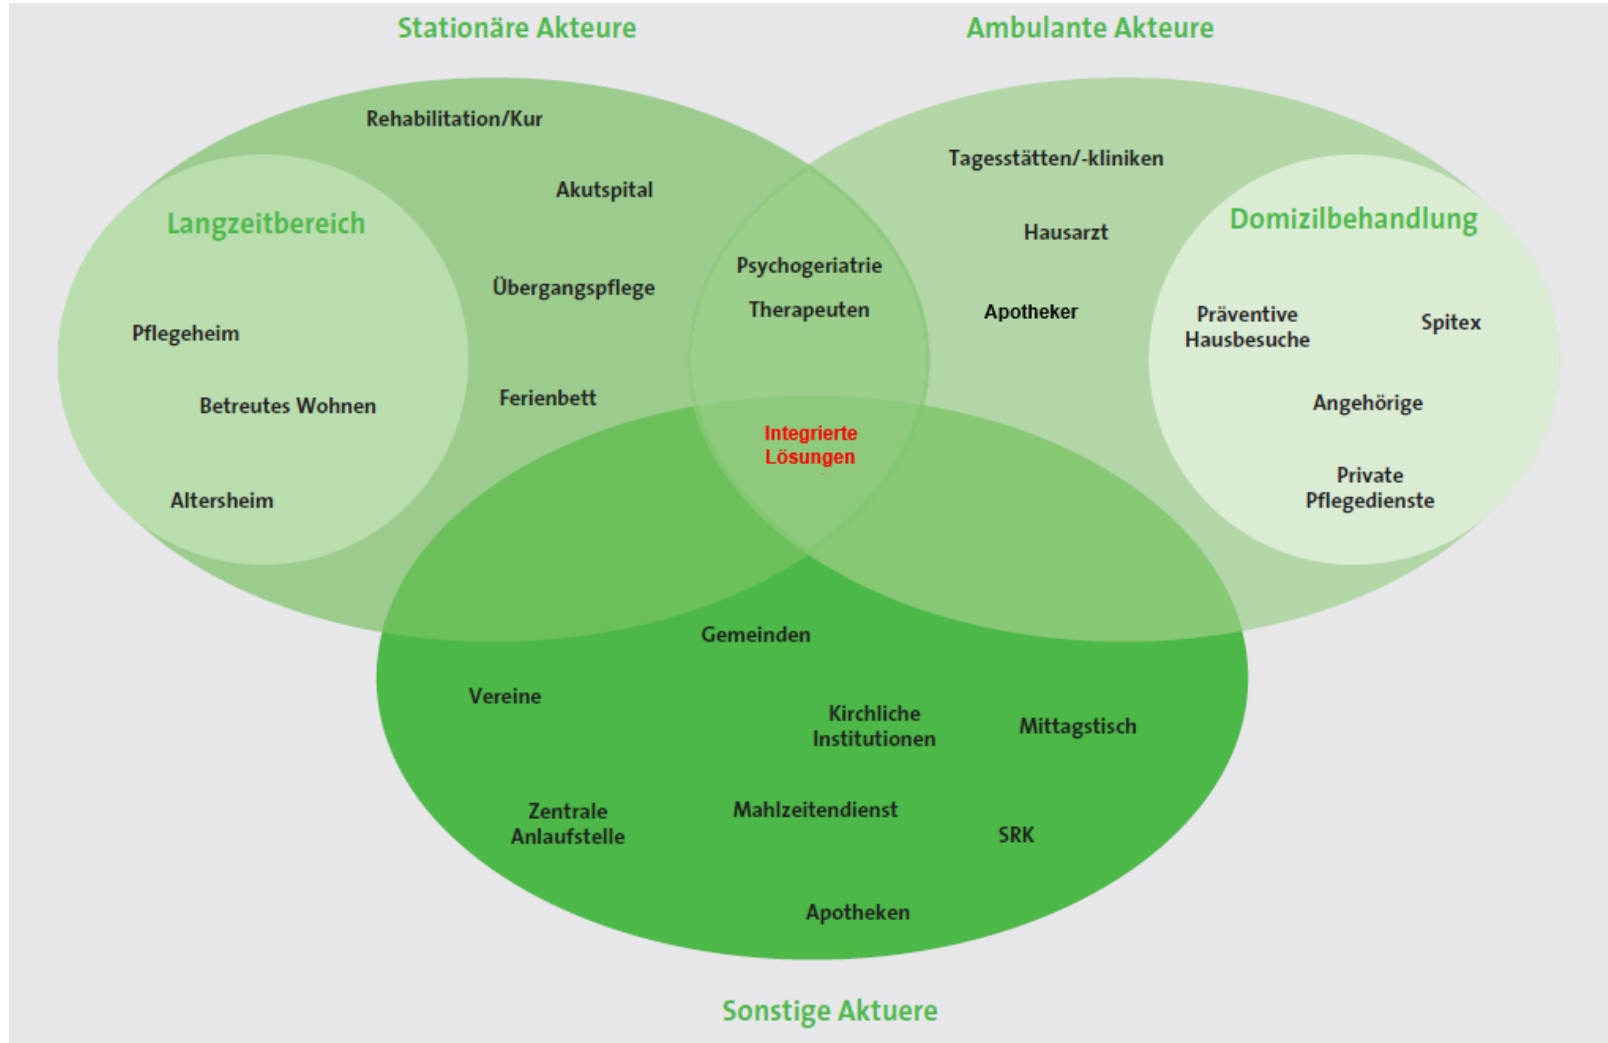 Stationäre Akteure
Ambulante Akteure
Rehabilitation/Kur
Akutspital
Langzeitbereich
Übergangspflege
Pflegeheim
Betreutes Wohnen
Ferienbett
Altersheim
Psychogeriatrie
Therapeuten
Integrierte
Lösungen
Tagesstätten/-kliniken
Hausarzt
Apotheker
Domizilbehandlung
Präventive
Hausbesuche
Spitex
Angehörige
Private
Pflegedienste
Gemeinden
Vereine
Kirchliche
Institutionen
Mittagstisch
Zentrale
Anlaufstelle
Mahlzeitendienst
SRK
Apotheken
Sonstige Aktuere